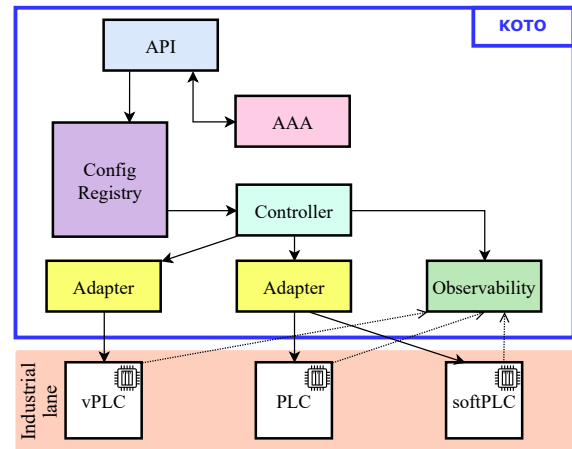 KOTO
API
AAA
Config
Registry
Controller
Adapter
Adapter
Observability
Industrial
lane
vPLC
PLC
softPLC